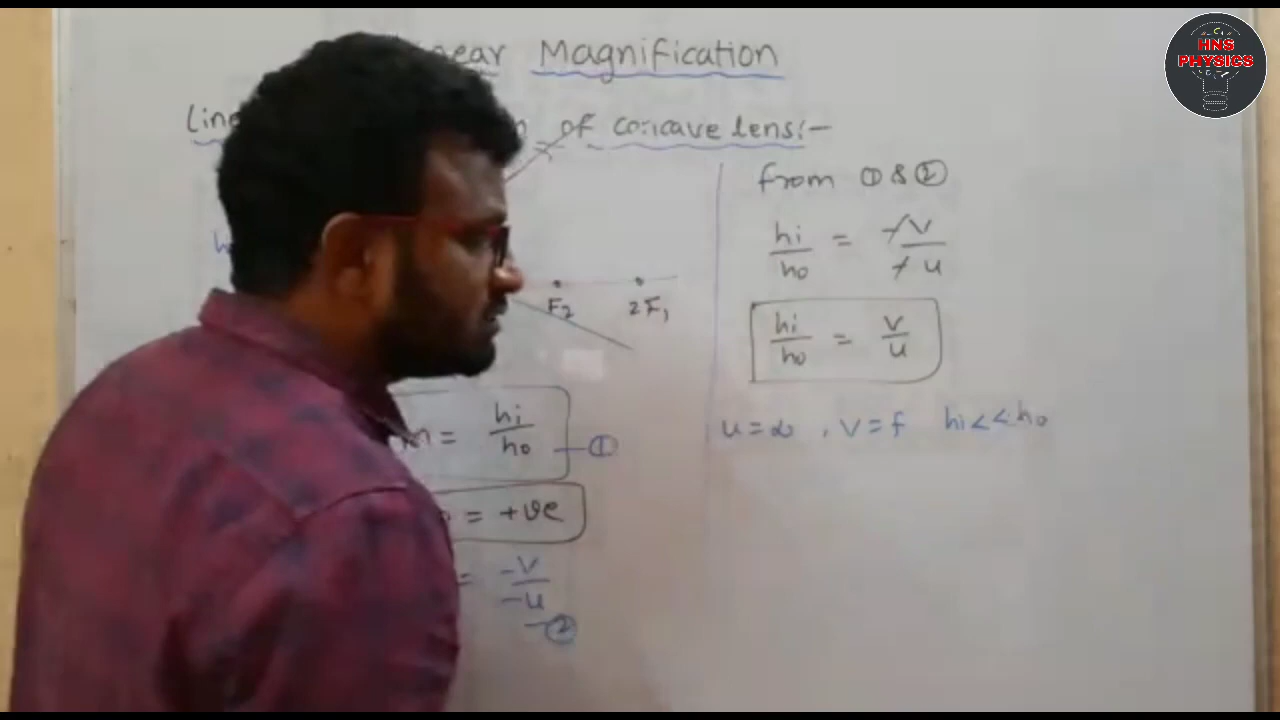 Magnification
of concave lens:-
F₂ 2F₁
m = hi/ho —①
= +ve
= -v/-u —②
from ① & ②
hi/ho = -v/-u
hi/ho = v/u
u=∞ , v=f hi<<ho
HNS
PHYSICS